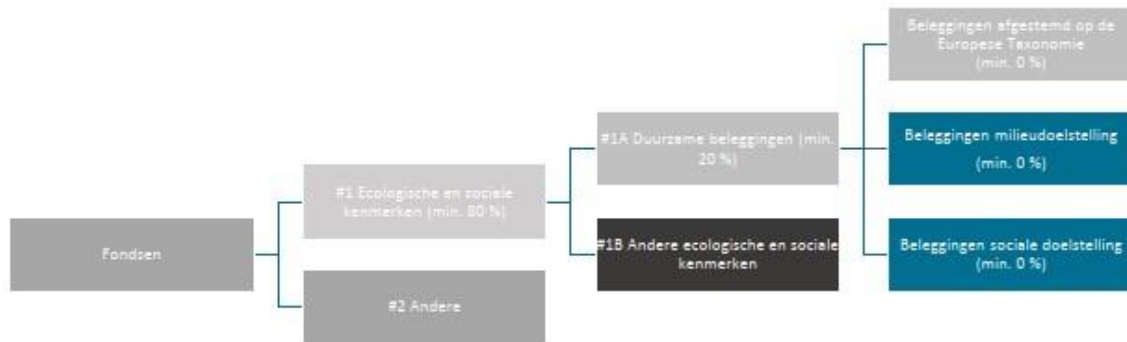 Fondsen
#1 Ecologische en sociale
kenmerken (min. 80 %)
#2 Andere
#1A Duurzame beleggingen (min.
20 %)
#1B Andere ecologische en sociale
kenmerken
Beleggingen afgestemd op de
Europese Taxonomie
(min. 0 %)
Beleggingen milieudoelstelling
(min. 0 %)
Beleggingen sociale doelstelling
(min. 0 %)